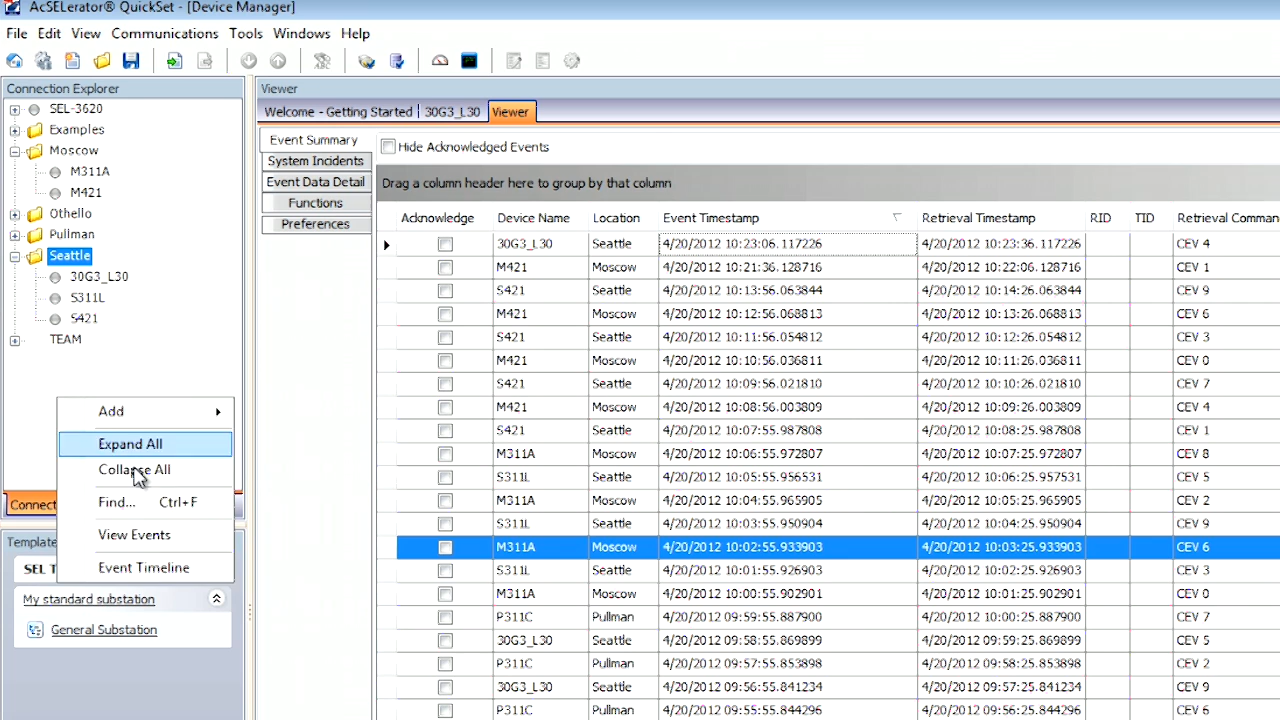 AcSELerator® QuickSet - [Device Manager]
File Edit View Communications Tools Windows Help
Connection Explorer
SEL-3620
Examples
Moscow
M311A
M421
Othello
Pullman
Seattle
30G3_L30
S311L
S421
TEAM
Add
Expand All
Collapse All
Find... Ctrl+F
View Events
Event Timeline
Connect
Template
SEL T
My standard substation
General Substation
Viewer
Welcome - Getting Started 30G3_L30 Viewer
Event Summary
System Incidents
Event Data Detail
Functions
Preferences
Hide Acknowledged Events
Drag a column header here to group by that column
Acknowledge Device Name Location Event Timestamp Retrieval Timestamp RID TID Retrieval Comman
30G3_L30 Seattle 4/20/2012 10:23:06.117226 4/20/2012 10:23:36.117226 CEV 4
M421 Moscow 4/20/2012 10:21:36.128716 4/20/2012 10:22:06.128716 CEV 1
S421 Seattle 4/20/2012 10:13:56.063844 4/20/2012 10:14:26.063844 CEV 9
M421 Moscow 4/20/2012 10:12:56.068813 4/20/2012 10:13:26.068813 CEV 6
S421 Seattle 4/20/2012 10:11:56.054812 4/20/2012 10:12:26.054812 CEV 3
M421 Moscow 4/20/2012 10:10:56.036811 4/20/2012 10:11:26.036811 CEV 0
S421 Seattle 4/20/2012 10:09:56.021810 4/20/2012 10:10:26.021810 CEV 7
M421 Moscow 4/20/2012 10:08:56.003809 4/20/2012 10:09:26.003809 CEV 4
S421 Seattle 4/20/2012 10:07:55.987808 4/20/2012 10:08:25.987808 CEV 1
M311A Moscow 4/20/2012 10:06:55.972807 4/20/2012 10:07:25.972807 CEV 8
S311L Seattle 4/20/2012 10:05:55.956531 4/20/2012 10:06:25.957531 CEV 5
M311A Moscow 4/20/2012 10:04:55.965905 4/20/2012 10:05:25.965905 CEV 2
S311L Seattle 4/20/2012 10:03:55.950904 4/20/2012 10:04:25.950904 CEV 9
M311A Moscow 4/20/2012 10:02:55.933903 4/20/2012 10:03:25.933903 CEV 6
S311L Seattle 4/20/2012 10:01:55.926903 4/20/2012 10:02:25.926903 CEV 3
M311A Moscow 4/20/2012 10:00:55.902901 4/20/2012 10:01:25.902901 CEV 0
P311C Pullman 4/20/2012 09:59:55.887900 4/20/2012 10:00:25.887900 CEV 7
30G3_L30 Seattle 4/20/2012 09:58:55.869899 4/20/2012 09:59:25.869899 CEV 5
P311C Pullman 4/20/2012 09:57:55.853898 4/20/2012 09:58:25.853898 CEV 2
30G3_L30 Seattle 4/20/2012 09:56:55.841234 4/20/2012 09:57:25.841234 CEV 9
P311C Pullman 4/20/2012 09:55:55.844296 4/20/2012 09:56:25.844296 CEV 6